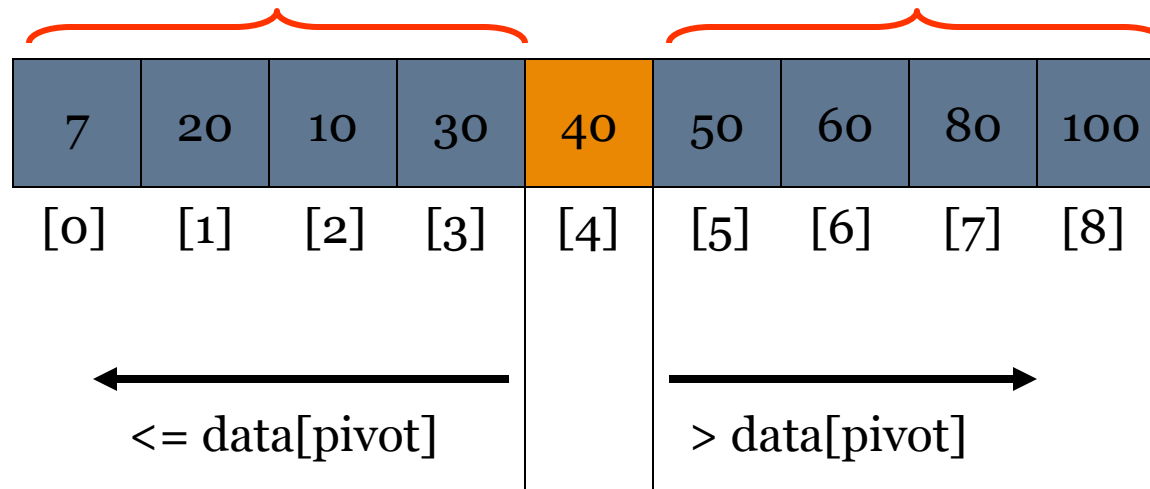 7 20 10 30 40 50 60 80 100
[0] [1] [2] [3] [4] [5] [6] [7] [8]
<= data[pivot] > data[pivot]